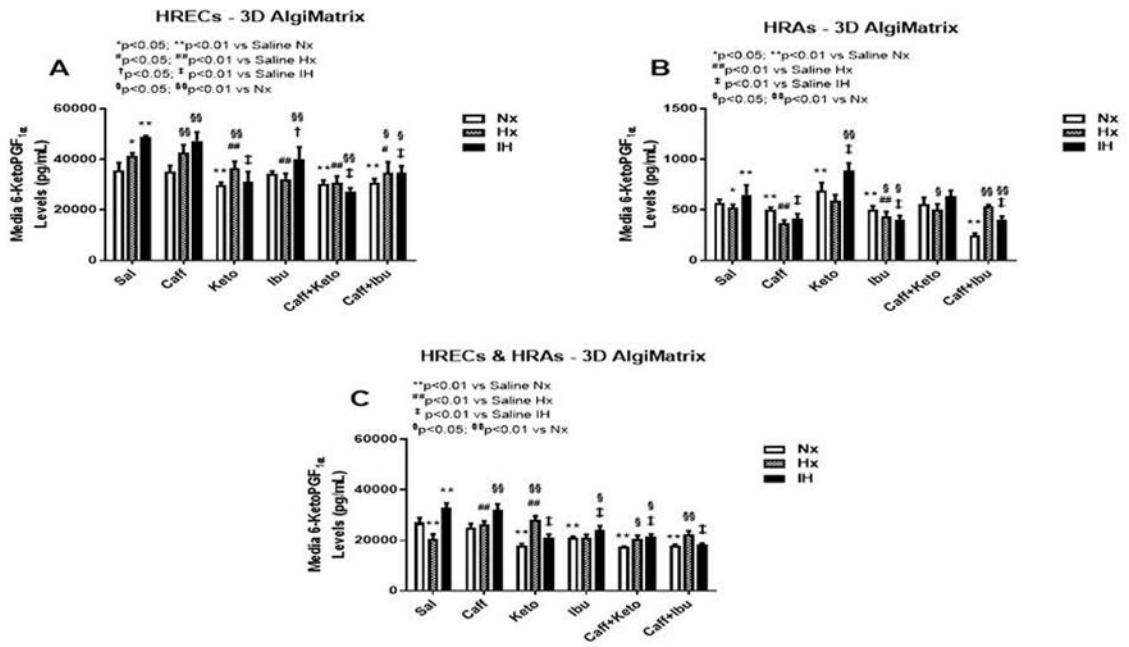 HRECs - 3D AlgiMatrix
A
*p<0.05; **p<0.01 vs Saline Nx
#p<0.05; ##p<0.01 vs Saline Hx
†p<0.05; ‡ p<0.01 vs Saline IH
§p<0.05; §§p<0.01 vs Nx
Media 6-KetoPGF1α
Levels (pg/mL)
60000
40000
20000
0
* ** §§ §§ ** §§ ## ‡ ## §§ † ** ## §§ ‡ ** § # § ‡
Nx
Hx
IH
Sal Caff Keto Ibu Caff+Keto Caff+Ibu
HRAs - 3D AlgiMatrix
B
*p<0.05; **p<0.01 vs Saline Nx
##p<0.01 vs Saline Hx
‡ p<0.01 vs Saline IH
§p<0.05; §§p<0.01 vs Nx
Media 6-KetoPGF1α
Levels (pg/mL)
1500
1000
500
0
* ** ** ## ‡ ** §§ ‡ ** § ## § ‡ § ** §§ §§ ‡
Nx
Hx
IH
Sal Caff Keto Ibu Caff+Keto Caff+Ibu
HRECs & HRAs - 3D AlgiMatrix
C
**p<0.01 vs Saline Nx
##p<0.01 vs Saline Hx
‡ p<0.01 vs Saline IH
§p<0.05; §§p<0.01 vs Nx
Media 6-KetoPGF1α
Levels (pg/mL)
60000
40000
20000
0
** ** ## §§ ** §§ ## ‡ ** § ‡ ** § § ‡ ** §§ ‡
Nx
Hx
IH
Sal Caff Keto Ibu Caff+Keto Caff+Ibu